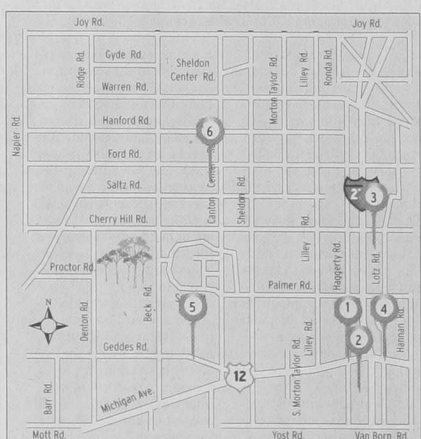 Joy Rd.
Joy Rd.
Gyde Rd.
Sheldon
Center Rd.
Ridge Rd.
Warren Rd.
Morton Taylor Rd.
Lilley Rd.
Ronda Rd.
Napier Rd.
Hanford Rd.
6
Ford Rd.
Saltz Rd.
Canton Center
Sheldon Rd.
2
3
Cherry Hill Rd.
Lilley Rd.
Haggerty Rd.
Lotz Rd.
Proctor Rd.
Palmer Rd.
Beck Rd.
5
1
4
N
Denton Rd.
2
Hannan Rd.
Geddes Rd.
12
S. Morton Taylor Rd.
Lilley Rd.
Barr Rd.
Michigan Ave.
Mott Rd.
Yost Rd.
Van Born Rd.